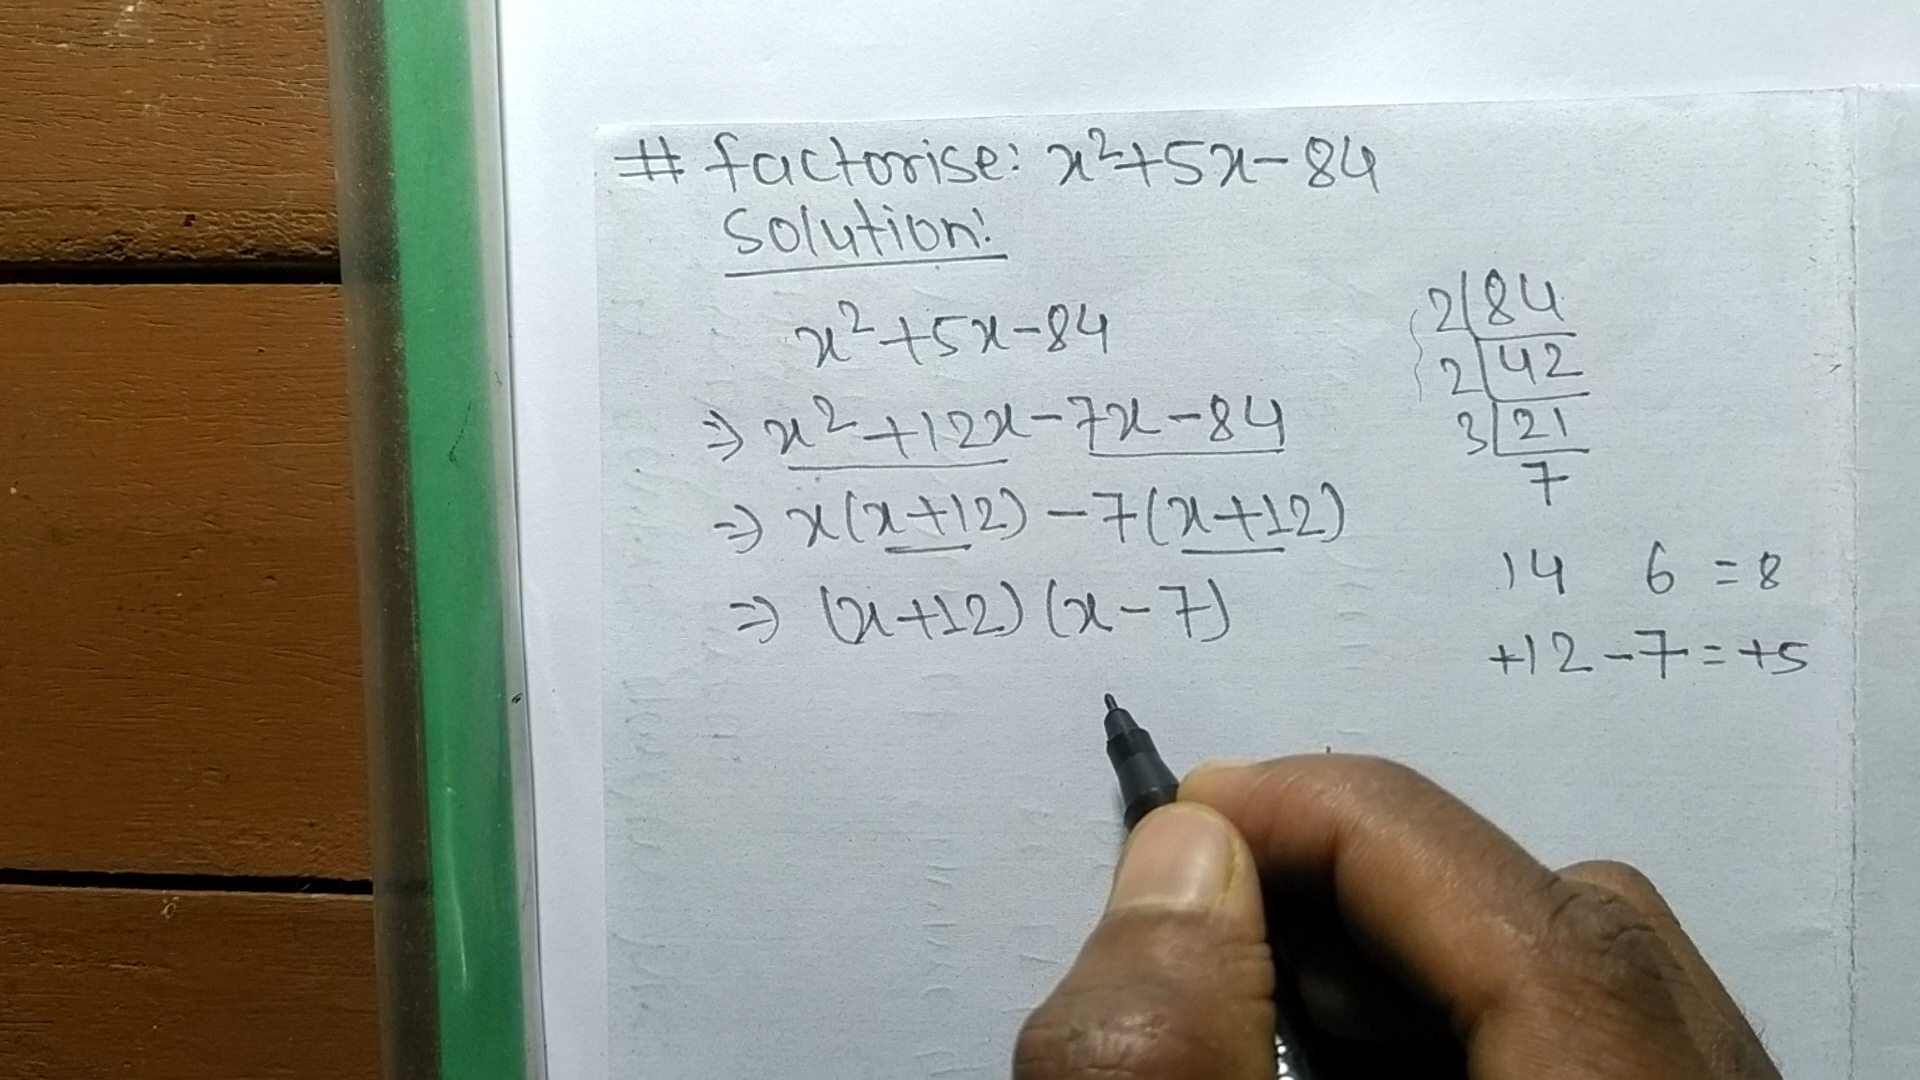 # factorise: x²+5x-84
Solution:
x²+5x-84
⇒ x²+12x-7x-84
⇒ x(x+12)-7(x+12)
⇒ (x+12)(x-7)
2|84
2|42
3|21
7
14 6 = 8
+12-7=+5